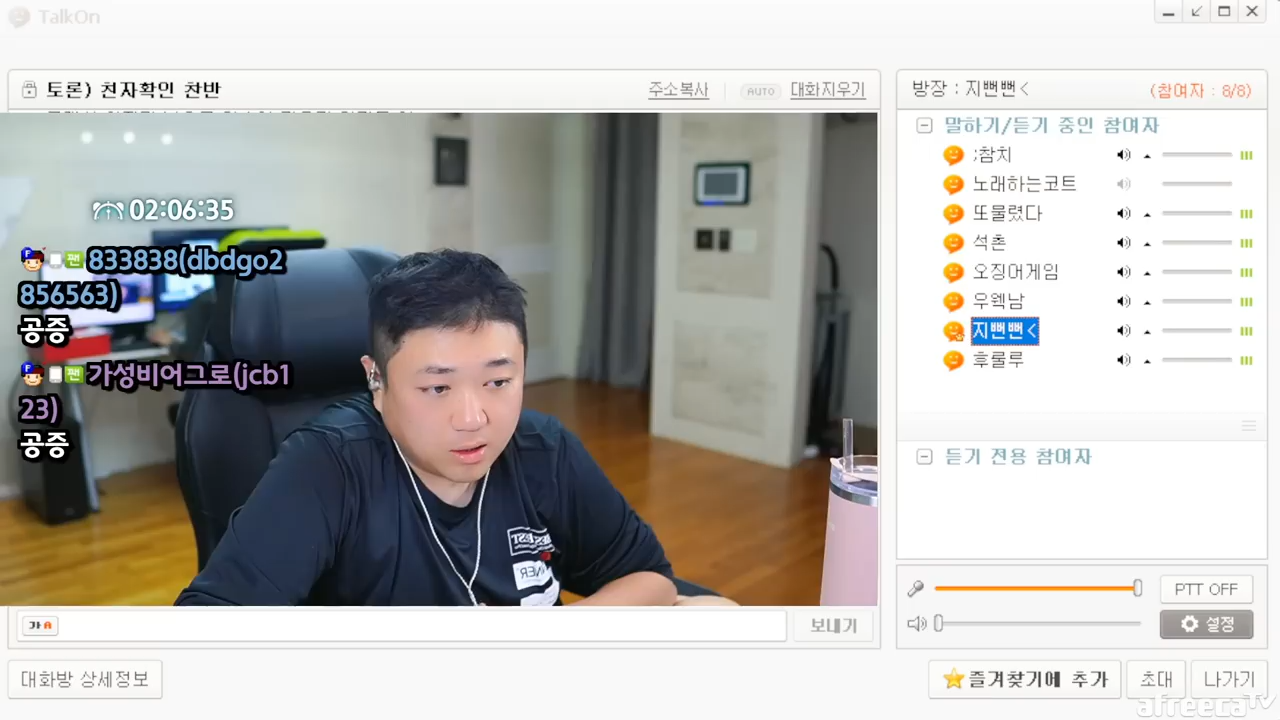 TalkOn
토론) 친자확인 찬반
주소복사
AUTO
대화지우기
02:06:35
팬 833838(dbdgo2
856563)
공증
팬 가성비어그로(jcb1
23)
공증
가A
보내기
대화방 상세정보
방장 : 지뻔뻔<
(참여자 : 8/8)
말하기/듣기 중인 참여자
;참치
노래하는코트
또물렸다
석촌
오징어게임
우웩남
지뻔뻔<
후룰루
듣기 전용 참여자
PTT OFF
설정
즐겨찾기에 추가
초대
나가기
afreecaTV